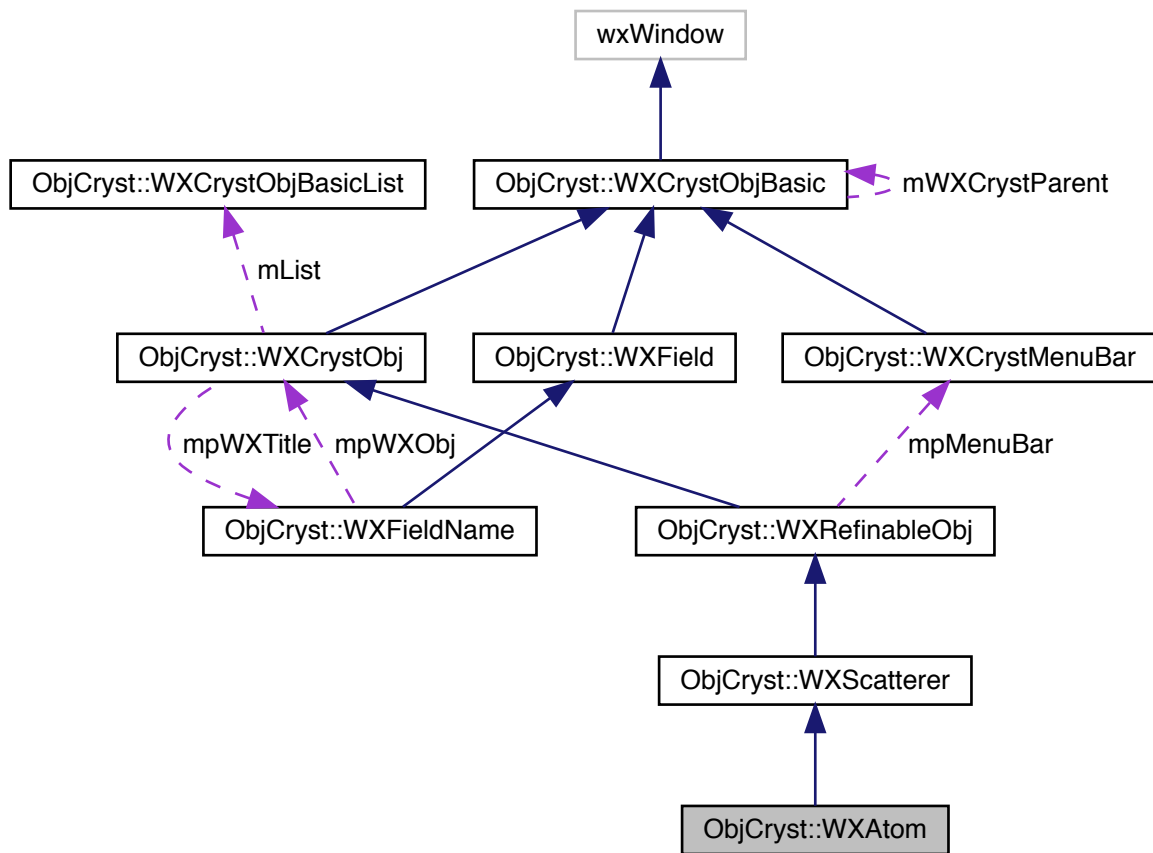 wxWindow
ObjCryst::WXCrystObjBasicList
ObjCryst::WXCrystObjBasic
mWXCrystParent
mList
ObjCryst::WXCrystObj
ObjCryst::WXField
ObjCryst::WXCrystMenuBar
mpWXTitle
mpWXObj
mpMenuBar
ObjCryst::WXFieldName
ObjCryst::WXRefinableObj
ObjCryst::WXScatterer
ObjCryst::WXAtom